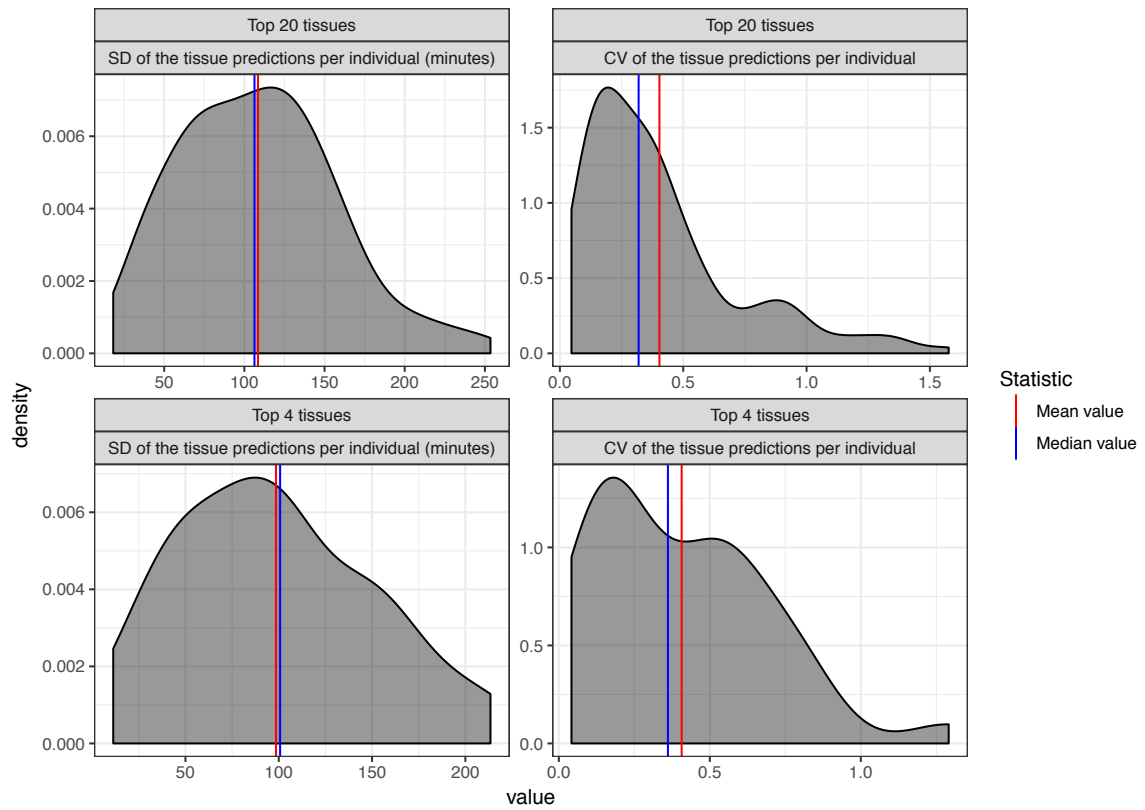 Top 20 tissues
SD of the tissue predictions per individual (minutes)
0.006
0.004
0.002
0.000
50 100 150 200 250
Top 20 tissues
CV of the tissue predictions per individual
1.5
1.0
0.5
0.0
0.0 0.5 1.0 1.5
density
Top 4 tissues
SD of the tissue predictions per individual (minutes)
0.006
0.004
0.002
0.000
50 100 150 200
Top 4 tissues
CV of the tissue predictions per individual
1.0
0.5
0.0
0.0 0.5 1.0
value
Statistic
Mean value
Median value